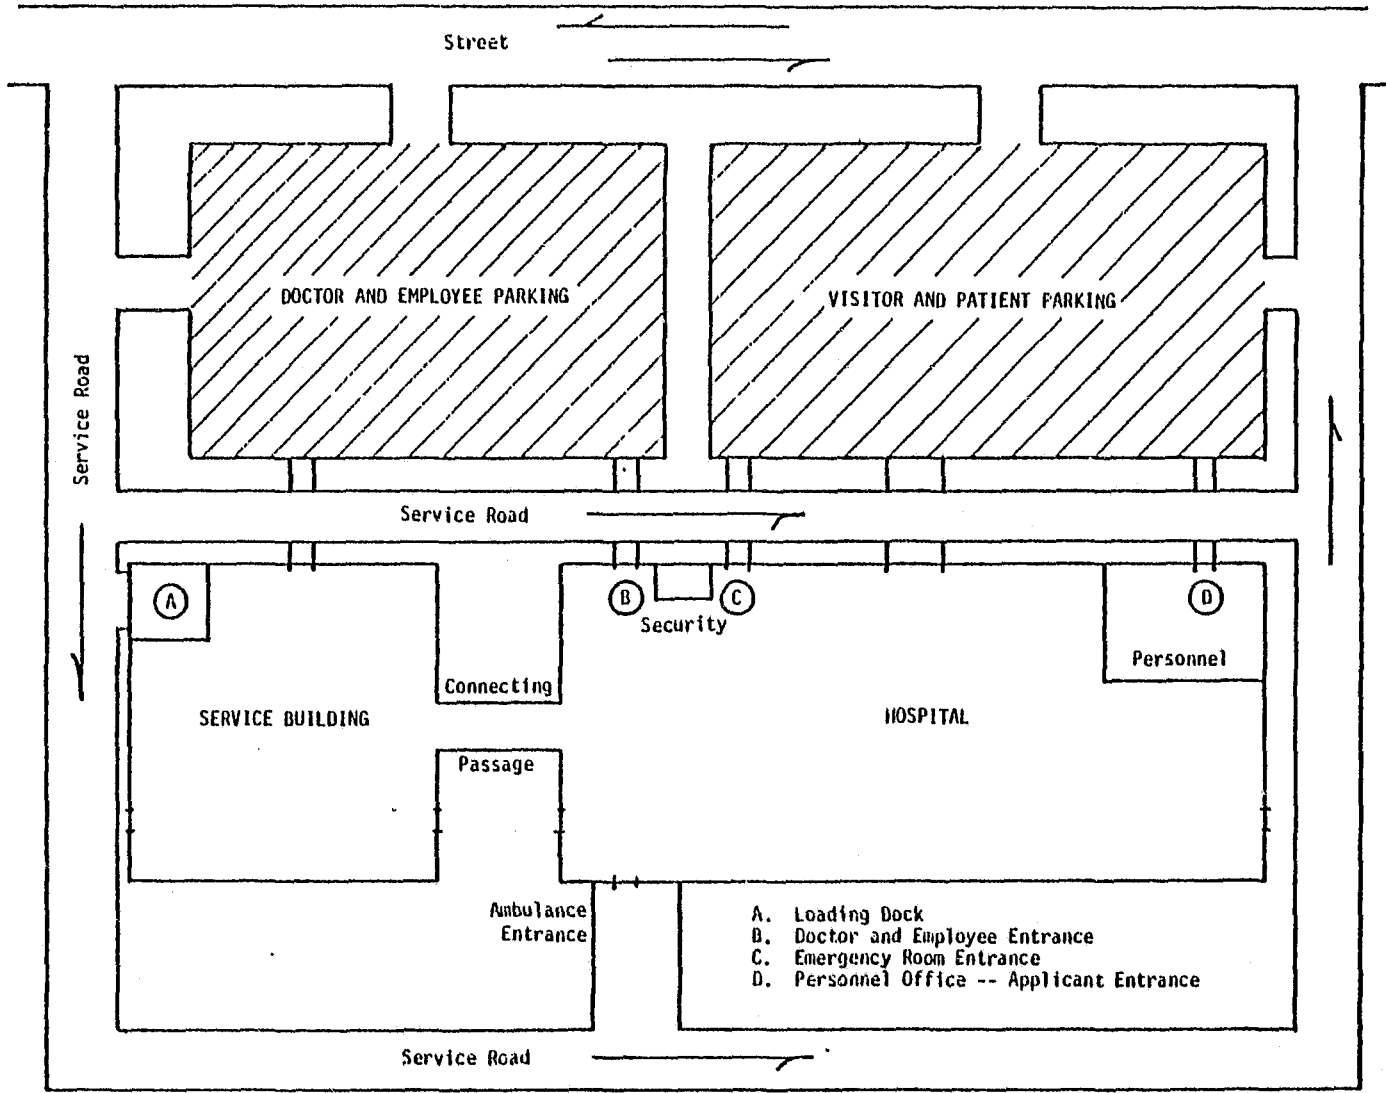 Street
DOCTOR AND EMPLOYEE PARKING
VISITOR AND PATIENT PARKING
Service Road
Service Road
A
B
C
D
Security
Personnel
Connecting
SERVICE BUILDING
HOSPITAL
Passage
Ambulance
Entrance
A. Loading Dock
B. Doctor and Employee Entrance
C. Emergency Room Entrance
D. Personnel Office -- Applicant Entrance
Service Road